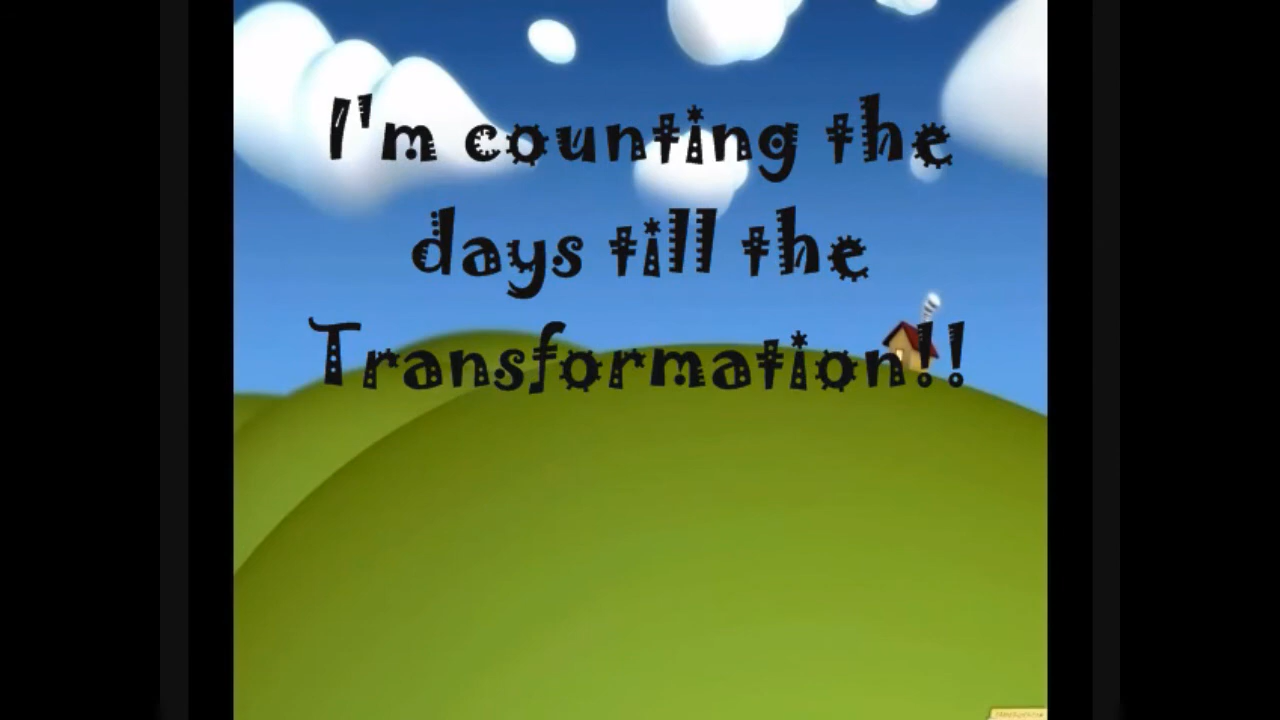 I'm counting the
days till the
Transformation!!